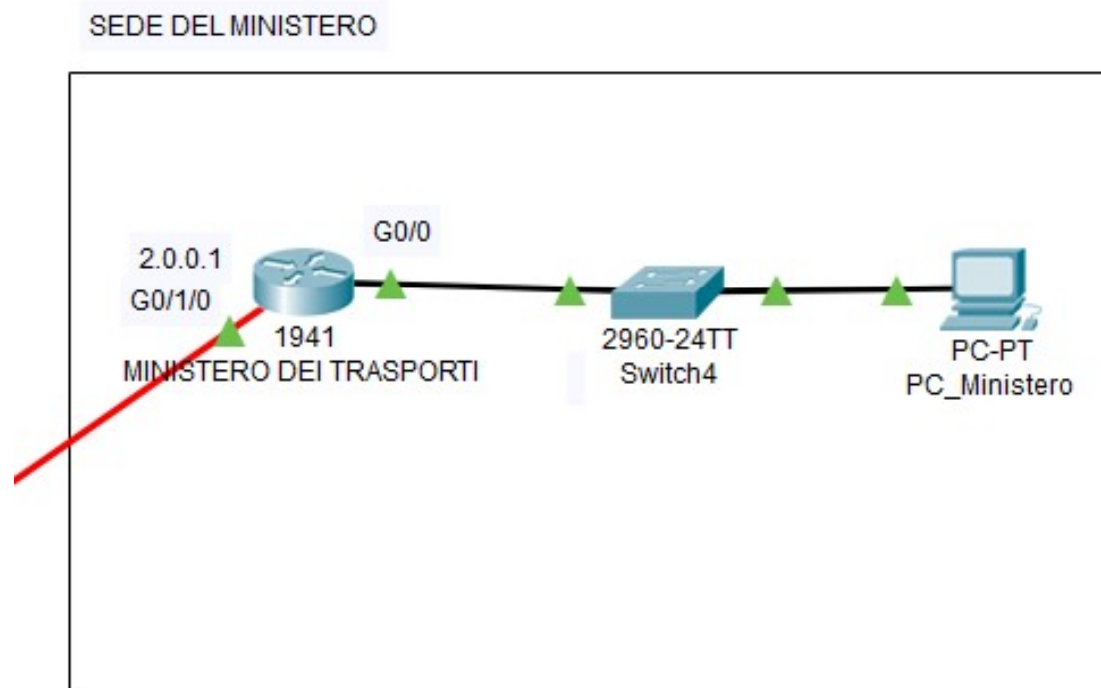 SEDE DEL MINISTERO
G0/0
2.0.0.1
G0/1/0
1941
MINISTERO DEI TRASPORTI
2960-24TT
Switch4
PC-PT
PC_Ministero